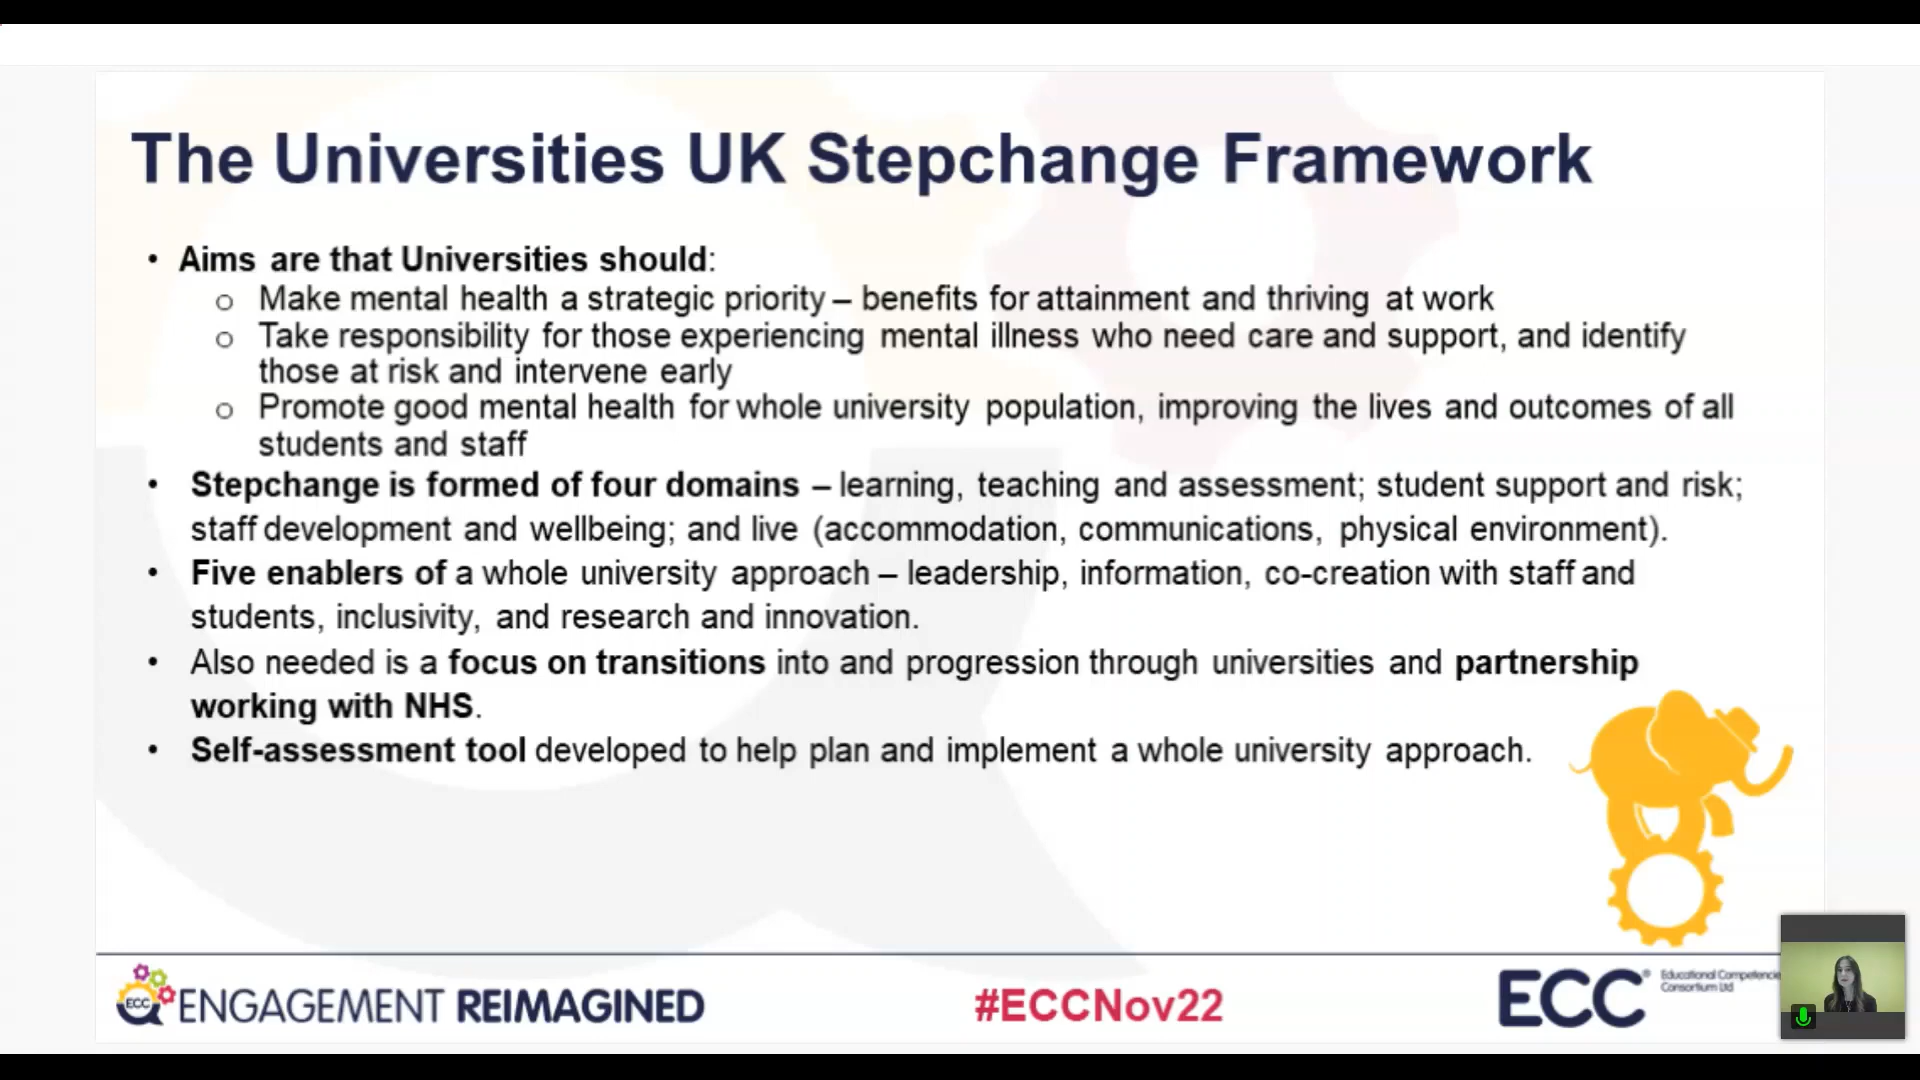 The Universities UK Stepchange Framework
• Aims are that Universities should:
o Make mental health a strategic priority – benefits for attainment and thriving at work
o Take responsibility for those experiencing mental illness who need care and support, and identify
those at risk and intervene early
o Promote good mental health for whole university population, improving the lives and outcomes of all
students and staff
• Stepchange is formed of four domains – learning, teaching and assessment; student support and risk;
staff development and wellbeing; and live (accommodation, communications, physical environment).
• Five enablers of a whole university approach – leadership, information, co-creation with staff and
students, inclusivity, and research and innovation.
• Also needed is a focus on transitions into and progression through universities and partnership
working with NHS.
• Self-assessment tool developed to help plan and implement a whole university approach.
ECC ENGAGEMENT REIMAGINED
#ECCNov22
ECC®
Educational Competencie
Consortium Ltd